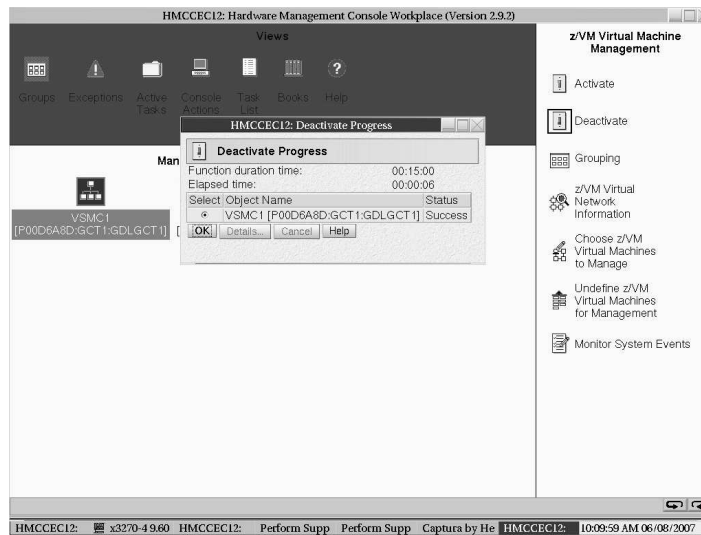 HMCCEC12: Hardware Management Console Workplace (Version 2.9.2)
Views
Groups
Exceptions
Active Tasks
Console Actions
Task List
Books
Help
Man
VSMC1
[P00D6A8D:GCT1:GDLGCT1]
[
HMCCEC12: Deactivate Progress
Deactivate Progress
Function duration time: 00:15:00
Elapsed time: 00:00:06
Select Object Name Status
VSMC1 [P00D6A8D:GCT1:GDLGCT1] Success
OK Details... Cancel Help
z/VM Virtual Machine
Management
Activate
Deactivate
Grouping
z/VM Virtual
Network
Information
Choose z/VM
Virtual Machines
to Manage
Undefine z/VM
Virtual Machines
for Management
Monitor System Events
HMCCEC12: x3270-4 9.60 HMCCEC12: Perform Supp Perform Supp Captura by He HMCCEC12: 10:09:59 AM 06/08/2007